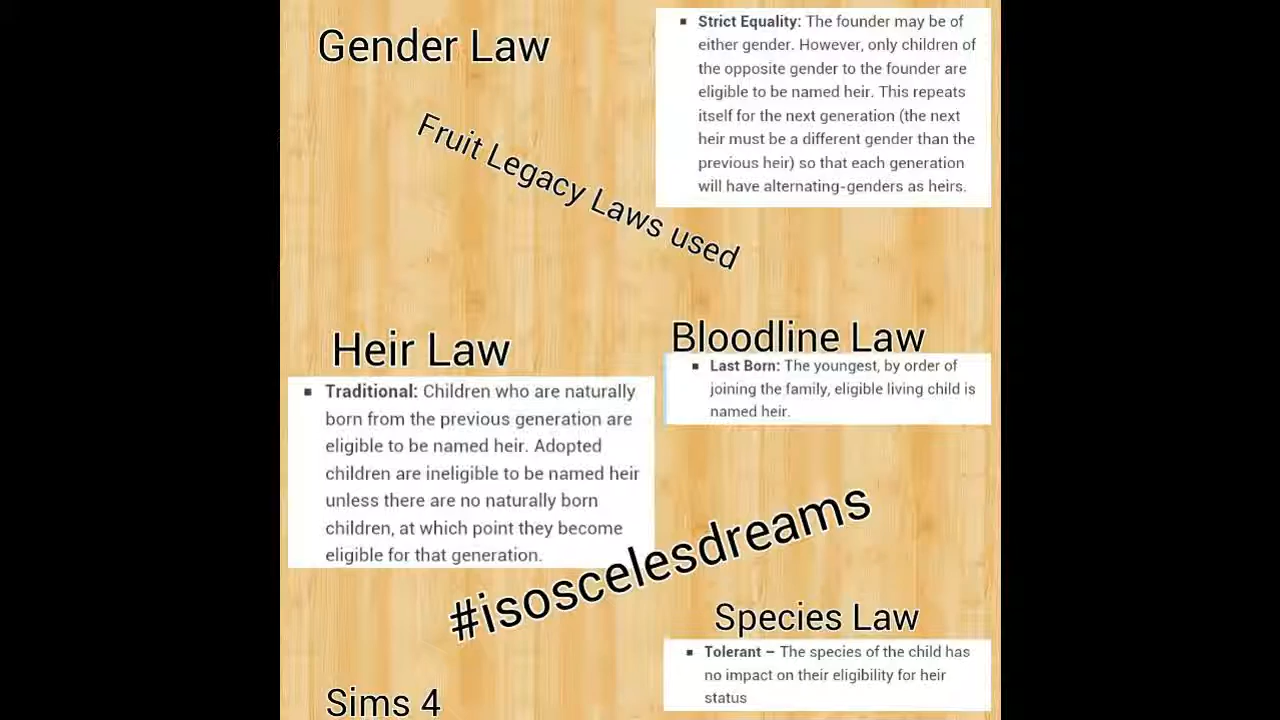 Gender Law
▪ Strict Equality: The founder may be of
either gender. However, only children of
the opposite gender to the founder are
eligible to be named heir. This repeats
itself for the next generation (the next
heir must be a different gender than the
previous heir) so that each generation
will have alternating-genders as heirs.
Fruit Legacy Laws used
Heir Law
▪ Traditional: Children who are naturally
born from the previous generation are
eligible to be named heir. Adopted
children are ineligible to be named heir
unless there are no naturally born
children, at which point they become
eligible for that generation.
Bloodline Law
▪ Last Born: The youngest, by order of
joining the family, eligible living child is
named heir.
#isoscelesdreams
Species Law
▪ Tolerant – The species of the child has
no impact on their eligibility for heir
status
Sims 4